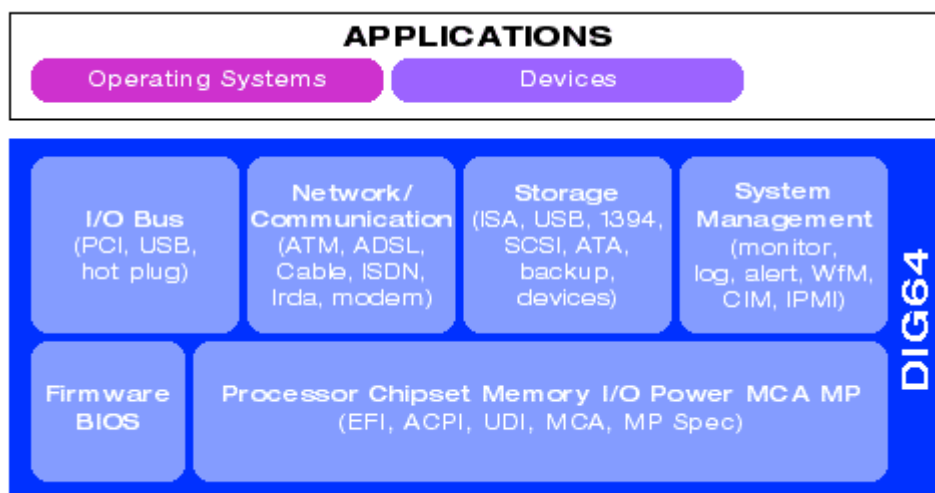 APPLICATIONS
Operating Systems
Devices
I/O Bus
(PCI, USB,
hot plug)
Network/
Communication
(ATM, ADSL,
Cable, ISDN,
Irda, modem)
Storage
(ISA, USB, 1394,
SCSI, ATA,
backup,
devices)
System
Management
(monitor,
log, alert, WfM,
CIM, IPMI)
DIG64
Firmware
BIOS
Processor Chipset Memory I/O Power MCA MP
(EFI, ACPI, UDI, MCA, MP Spec)